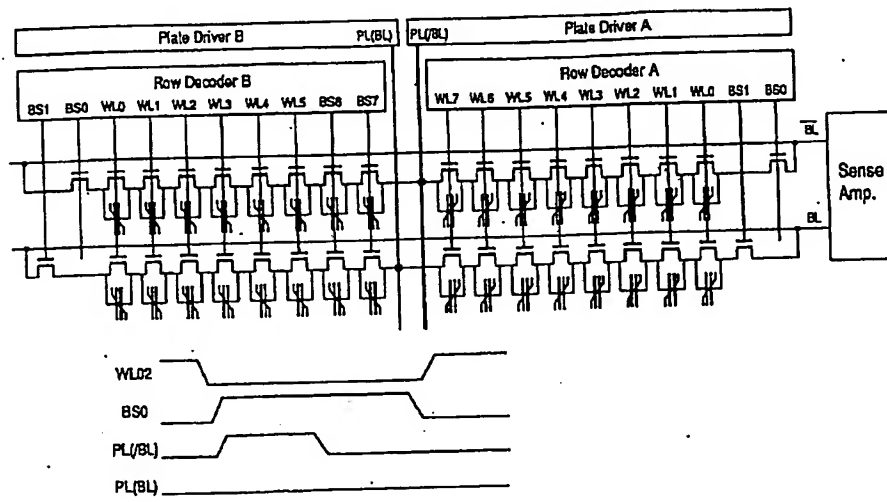 Plate Driver B PL(BL) PL(/BL) Plate Driver A
Row Decoder B
BS1 BS0 WL0 WL1 WL2 WL3 WL4 WL5 BS6 BS7
Row Decoder A
WL7 WL6 WL5 WL4 WL3 WL2 WL1 WL0 BS1 BS0
BL
Sense
Amp.
BL
WL02
BS0
PL(/BL)
PL(BL)